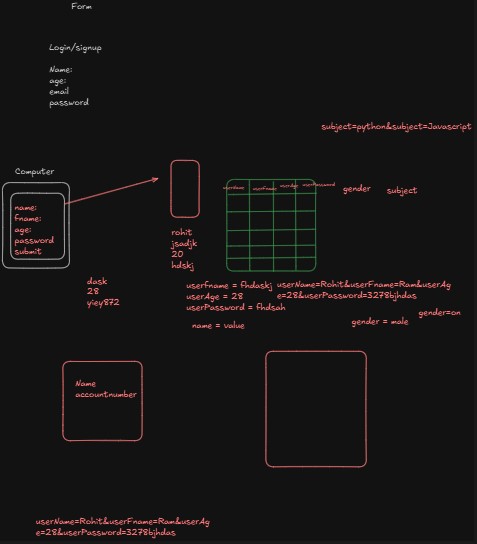 Form
Login/signup
Name:
age:
email
password
subject=python&subject=Javascript
Computer
name:
fname:
age:
password
submit
userName userFname userAge userPassword
gender
subject
rohit
jsadjk
20
hdskj
dask
28
yiey872
userfname = fhdaskj
userAge = 28
userPassword = fhdsah
name = value
userName=Rohit&userFname=Ram&userAg
e=28&userPassword=3278bjhdas
gender = male
gender=on
Name
accountnumber
userName=Rohit&userFname=Ram&userAg
e=28&userPassword=3278bjhdas